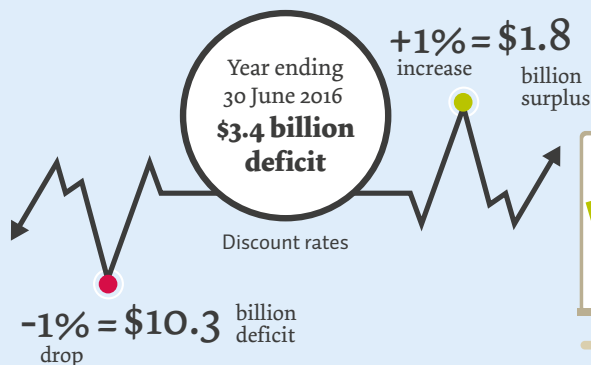 Year ending
30 June 2016
$3.4 billion
deficit
Discount rates
+1% = $1.8
increase
billion
surplus
-1% = $10.3
drop
billion
deficit